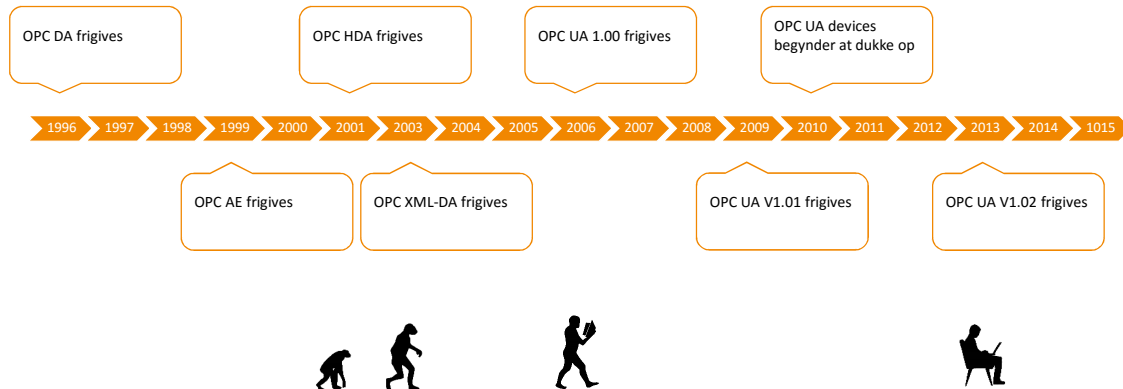 OPC DA frigives
OPC HDA frigives
OPC UA 1.00 frigives
OPC UA devices
begynder at dukke op
1996 1997 1998 1999 2000 2001 2003 2004 2005 2006 2007 2008 2009 2010 2011 2012 2013 2014 1015
OPC AE frigives
OPC XML-DA frigives
OPC UA V1.01 frigives
OPC UA V1.02 frigives